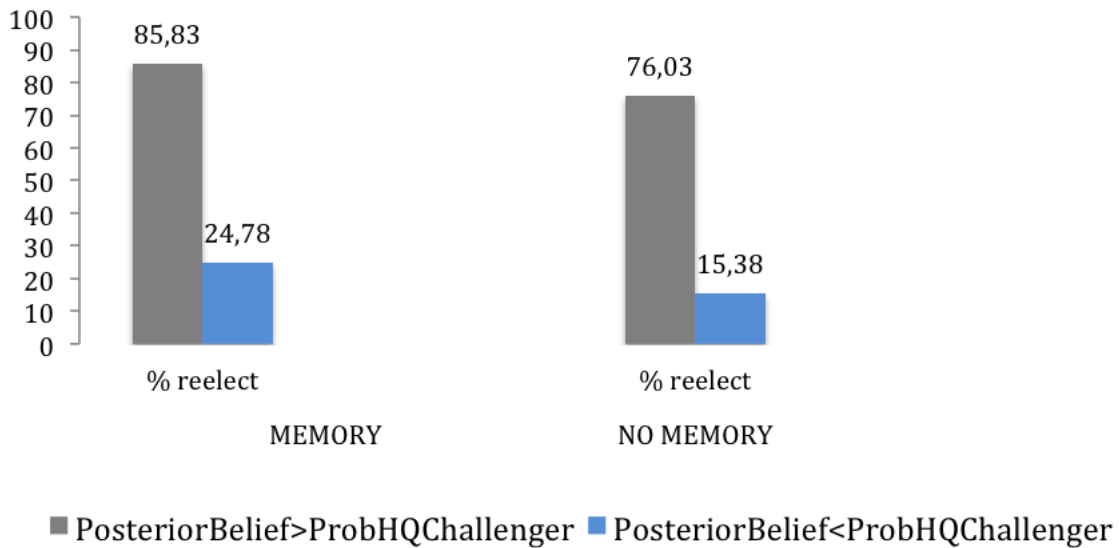 100
90
80
70
60
50
40
30
20
10
0
85,83
24,78
76,03
15,38
% reelect
% reelect
MEMORY
NO MEMORY
PosteriorBelief>ProbHQChallenger
PosteriorBelief<ProbHQChallenger